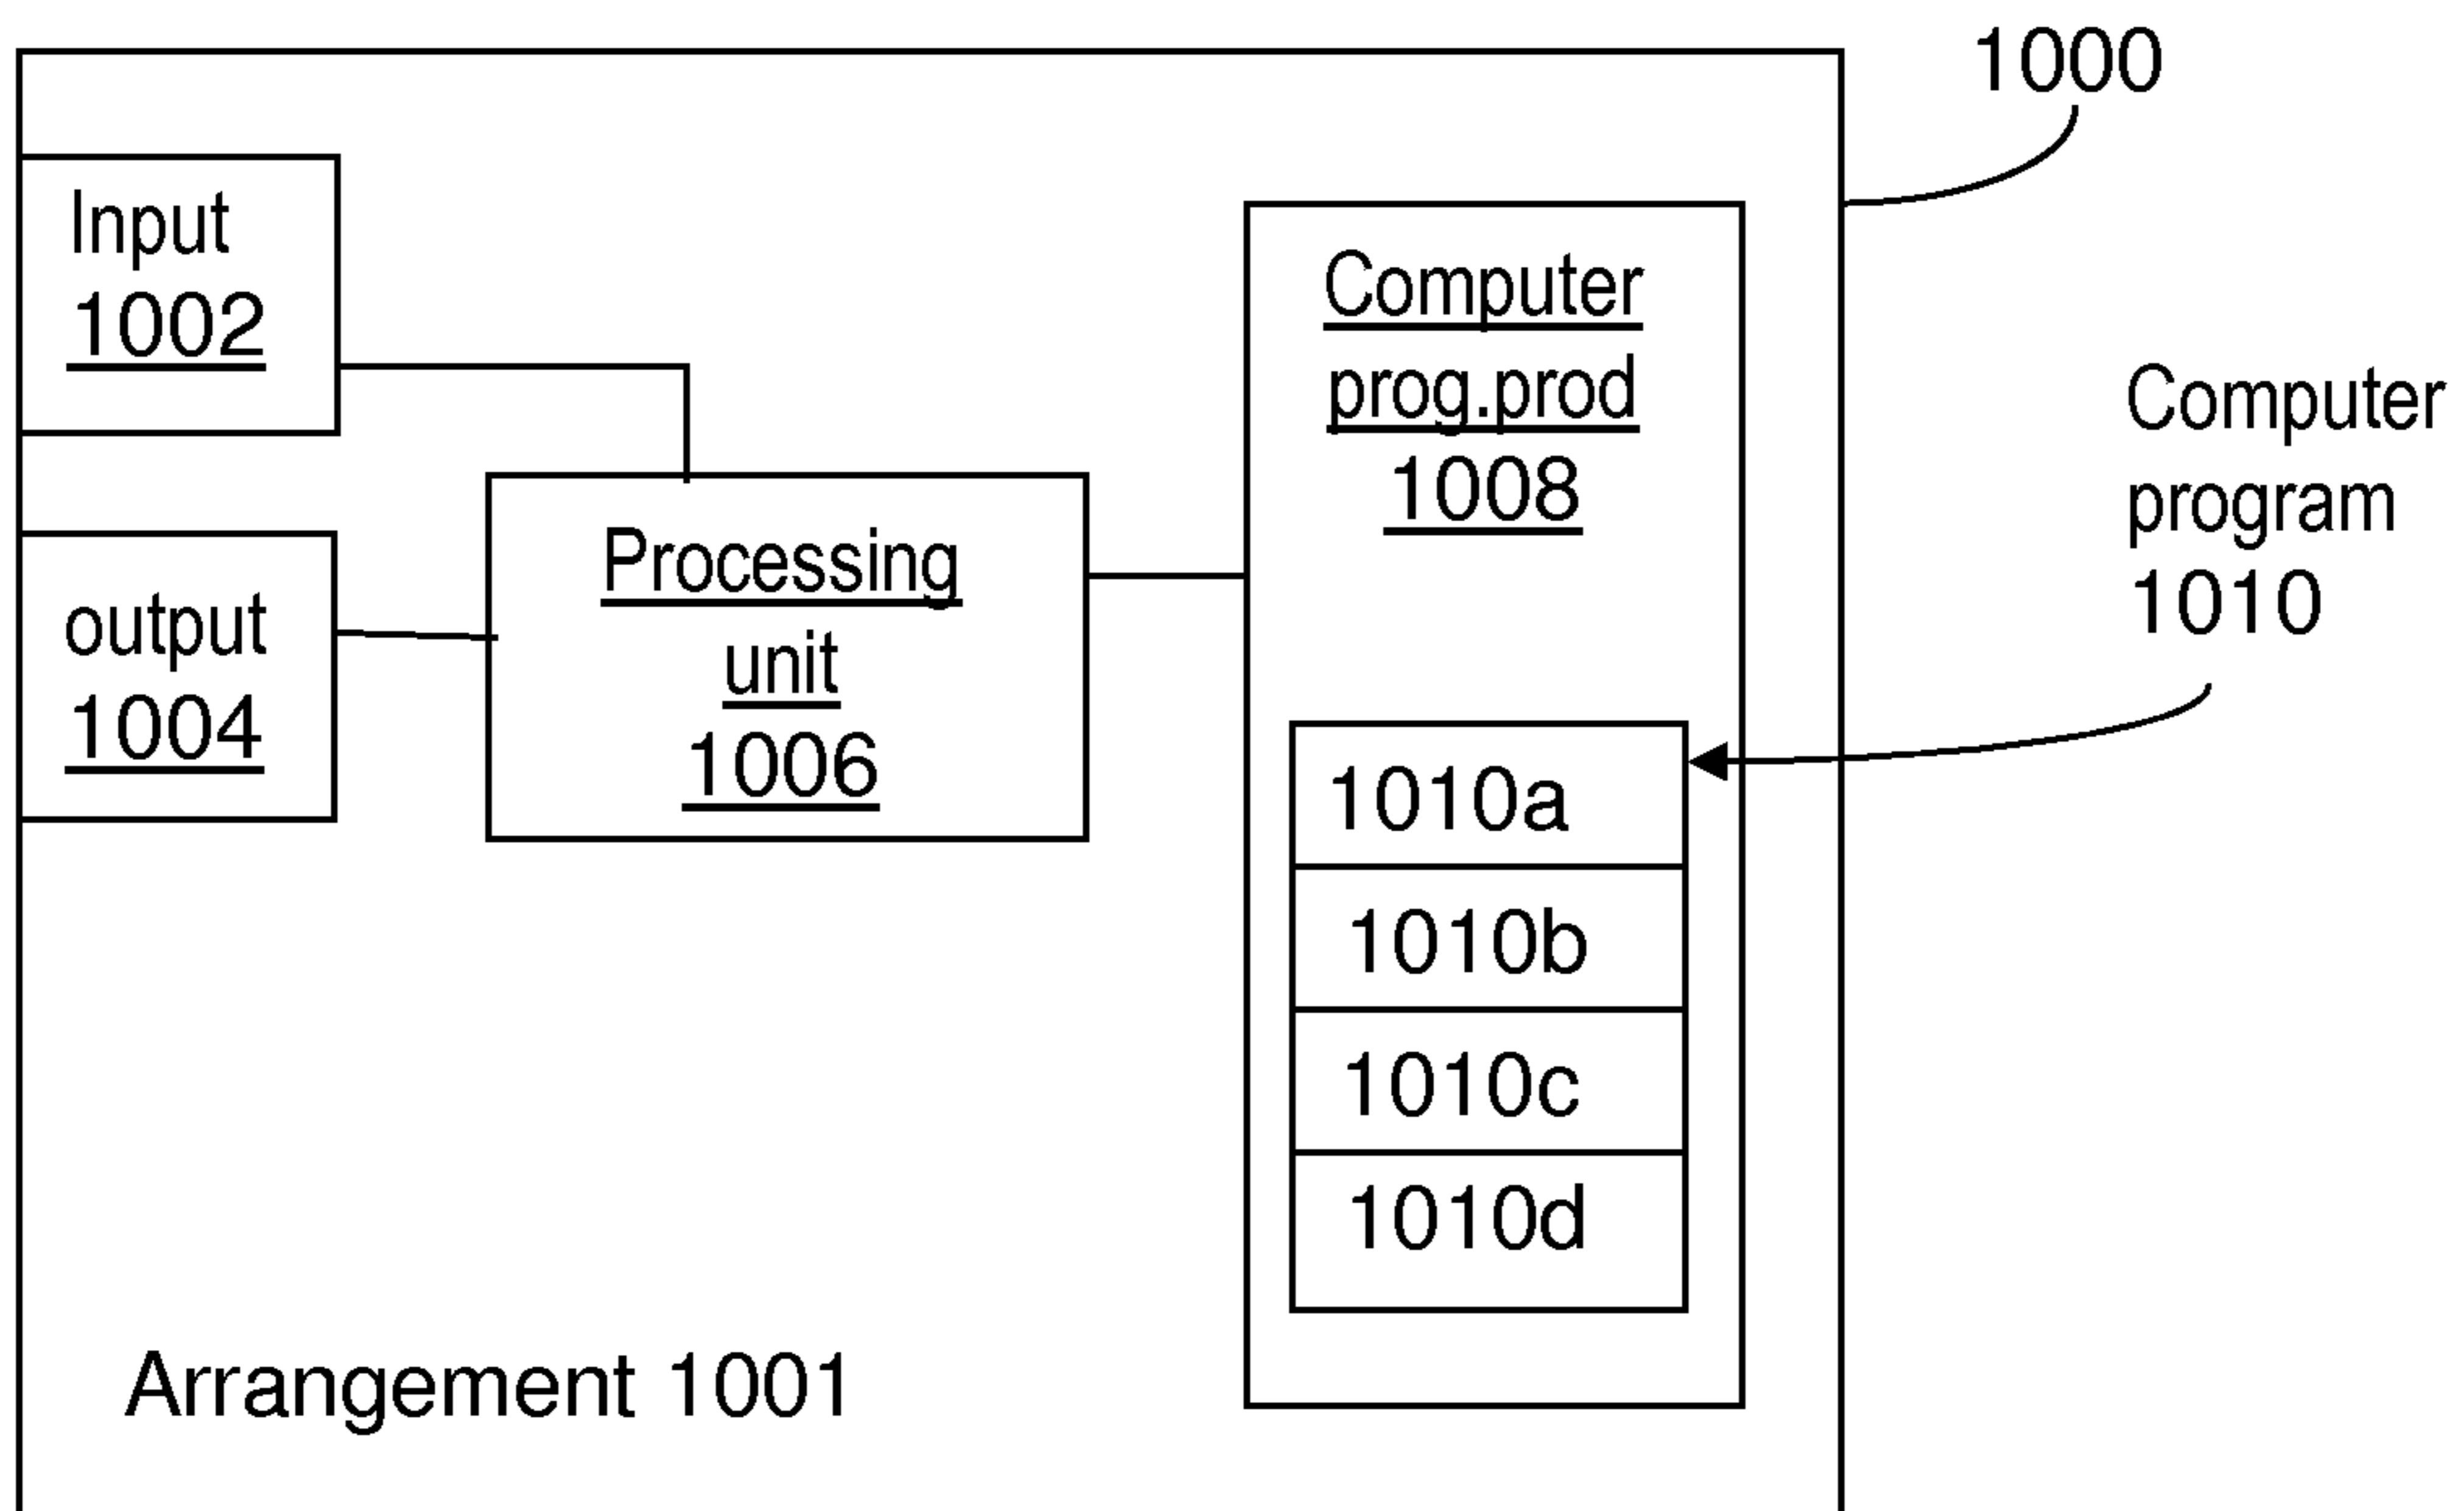 1000
Input
1002
Computer
prog.prod
1008
Computer
program
1010
Processing
unit
1006
output
1004
1010a
1010b
1010c
1010d
Arrangement 1001